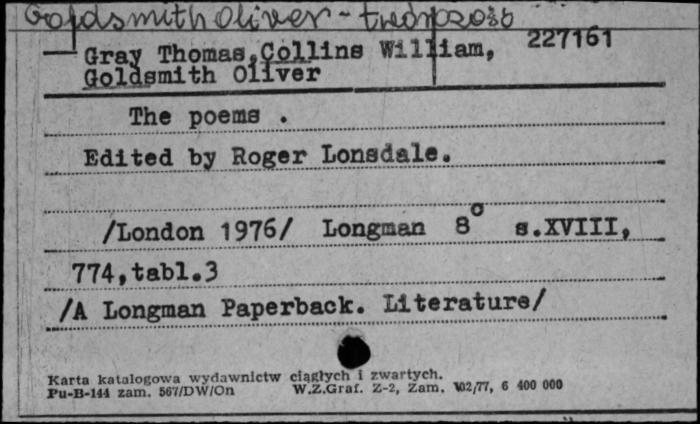 Goldsmith Oliver - twórczość
Gray Thomas, Collins William, 227161
Goldsmith Oliver
The poems .
Edited by Roger Lonsdale.
/London 1976/ Longman 8° s.XVIII,
774,tabl.3
/A Longman Paperback. Literature/
Karta katalogowa wydawnictw ciągłych i zwartych.
Pu-B-144 zam. 567/DW/On W.Z.Graf. Z-2, Zam. 102/77, 6 400 000